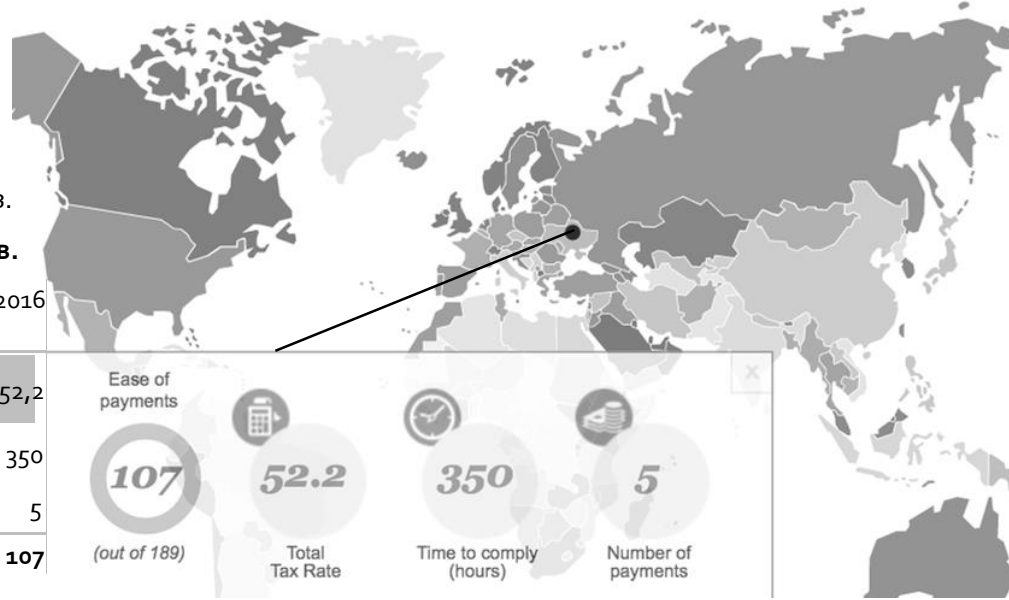 в.
в.
2016
52,2
350
5
107
Ease of
payments
107
(out of 189)
52.2
Total
Tax Rate
350
Time to comply
(hours)
5
Number of
payments
x